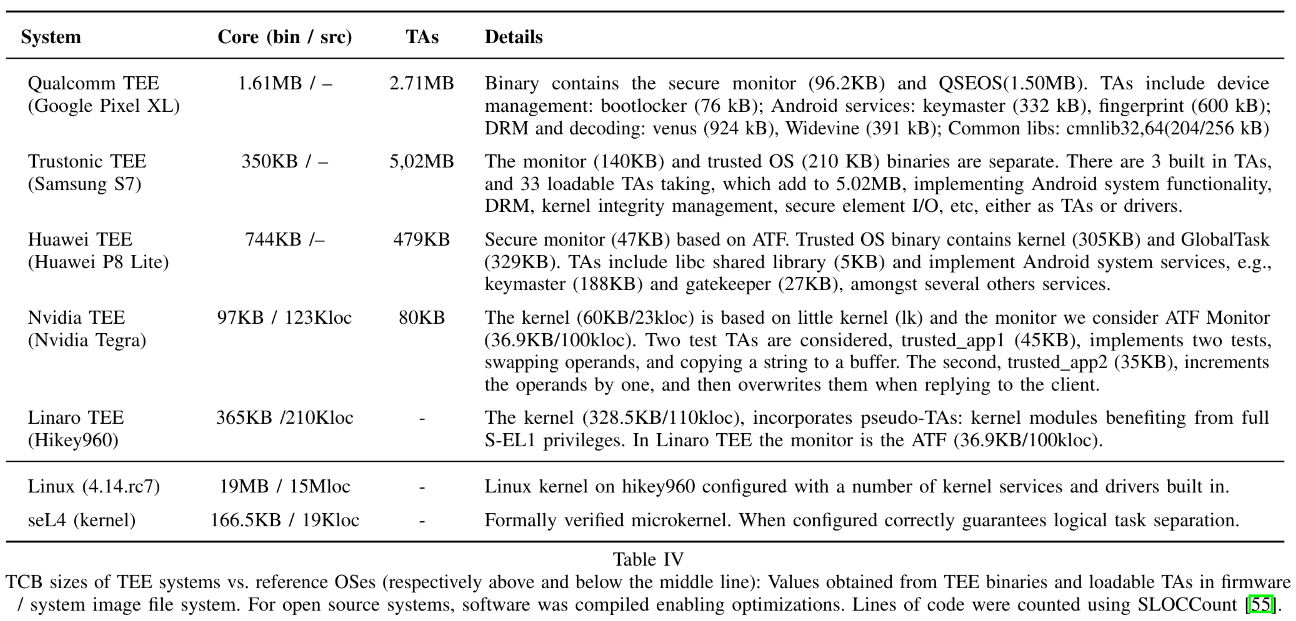 System Core (bin / src) TAs Details
Qualcomm TEE 1.61MB / – 2.71MB Binary contains the secure monitor (96.2KB) and QSEOS(1.50MB). TAs include device
(Google Pixel XL) management: bootlocker (76 kB); Android services: keymaster (332 kB), fingerprint (600 kB);
DRM and decoding: venus (924 kB), Widevine (391 kB); Common libs: cmnlib32,64(204/256 kB)
Trustonic TEE 350KB / – 5,02MB The monitor (140KB) and trusted OS (210 KB) binaries are separate. There are 3 built in TAs,
(Samsung S7) and 33 loadable TAs taking, which add to 5.02MB, implementing Android system functionality,
DRM, kernel integrity management, secure element I/O, etc, either as TAs or drivers.
Huawei TEE 744KB /– 479KB Secure monitor (47KB) based on ATF. Trusted OS binary contains kernel (305KB) and GlobalTask
(Huawei P8 Lite) (329KB). TAs include libc shared library (5KB) and implement Android system services, e.g.,
keymaster (188KB) and gatekeeper (27KB), amongst several others services.
Nvidia TEE 97KB / 123Kloc 80KB The kernel (60KB/23kloc) is based on little kernel (lk) and the monitor we consider ATF Monitor
(Nvidia Tegra) (36.9KB/100kloc). Two test TAs are considered, trusted_app1 (45KB), implements two tests,
swapping operands, and copying a string to a buffer. The second, trusted_app2 (35KB), increments
the operands by one, and then overwrites them when replying to the client.
Linaro TEE 365KB /210Kloc - The kernel (328.5KB/110kloc), incorporates pseudo-TAs: kernel modules benefiting from full
(Hikey960) S-EL1 privileges. In Linaro TEE the monitor is the ATF (36.9KB/100kloc).
Linux (4.14.rc7) 19MB / 15Mloc - Linux kernel on hikey960 configured with a number of kernel services and drivers built in.
seL4 (kernel) 166.5KB / 19Kloc - Formally verified microkernel. When configured correctly guarantees logical task separation.
Table IV
TCB sizes of TEE systems vs. reference OSes (respectively above and below the middle line): Values obtained from TEE binaries and loadable TAs in firmware
/ system image file system. For open source systems, software was compiled enabling optimizations. Lines of code were counted using SLOCCount [55].